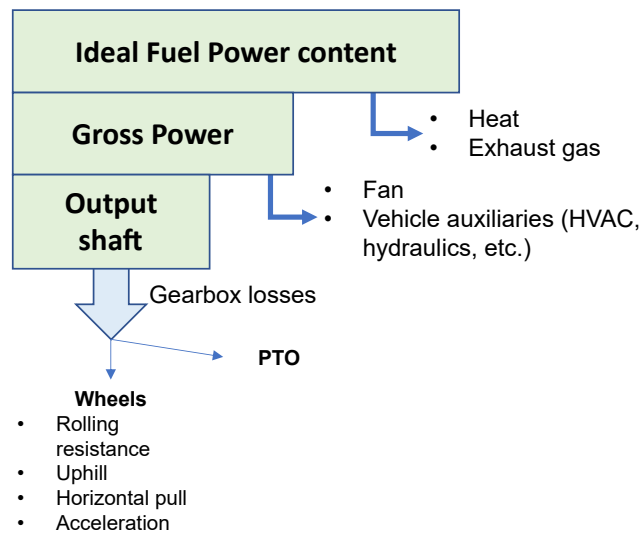 Ideal Fuel Power content
Gross Power
• Heat
• Exhaust gas
Output
shaft
• Fan
• Vehicle auxiliaries (HVAC,
hydraulics, etc.)
Gearbox losses
PTO
Wheels
• Rolling
resistance
• Uphill
• Horizontal pull
• Acceleration